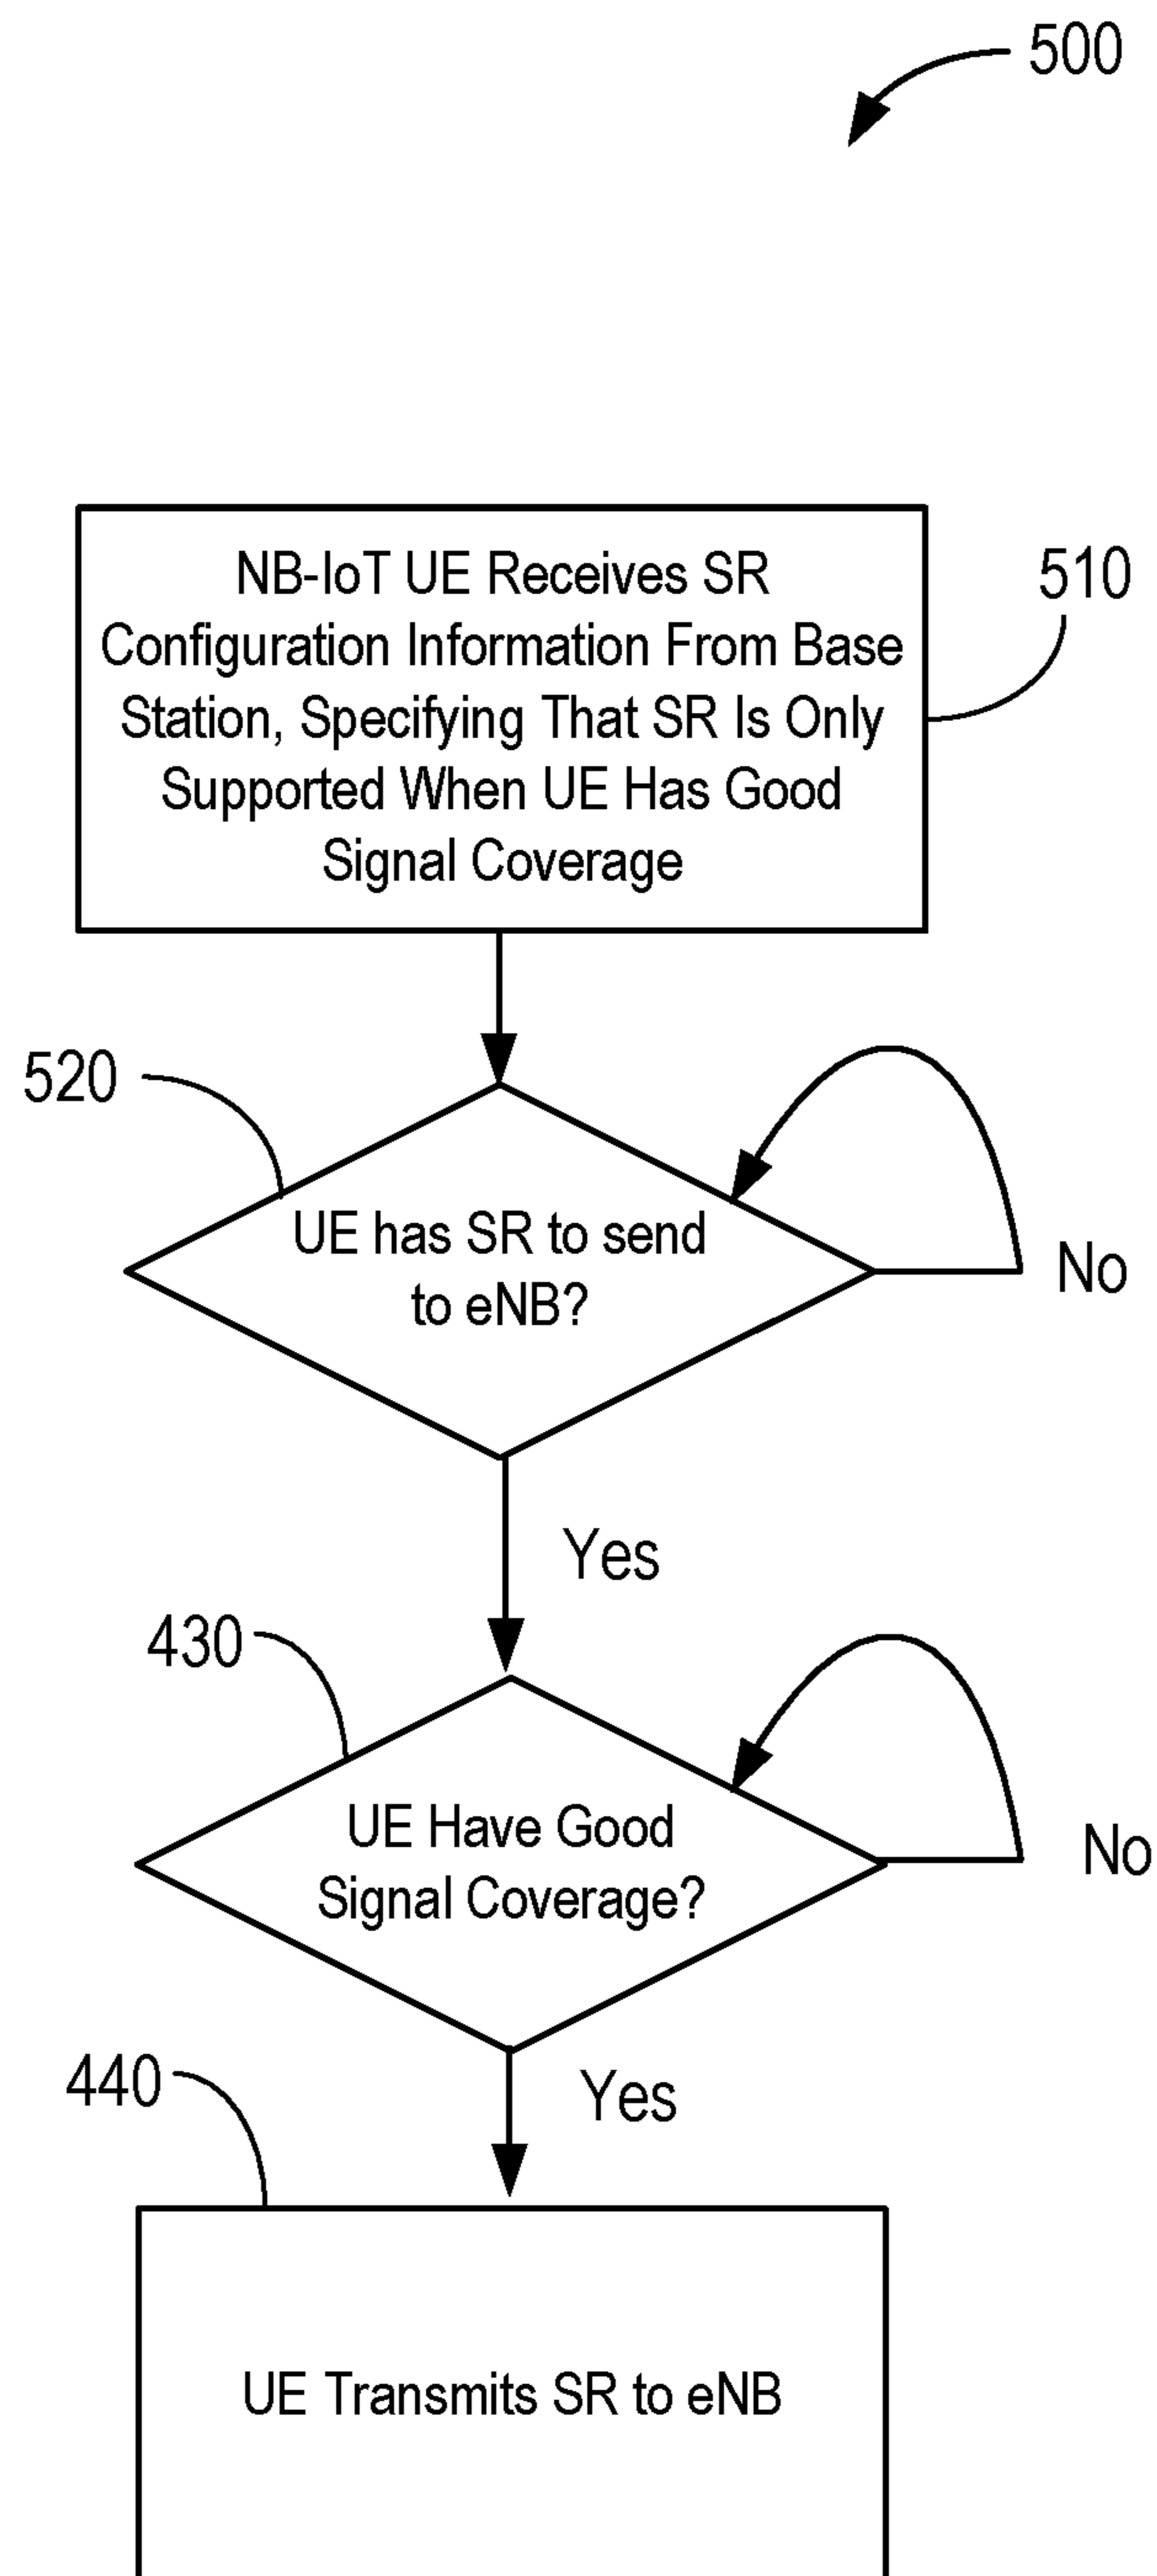 500
NB-IoT UE Receives SR
Configuration Information From Base
Station, Specifying That SR Is Only
Supported When UE Has Good
Signal Coverage
510
520
UE has SR to send
to eNB?
No
Yes
430
UE Have Good
Signal Coverage?
No
Yes
440
UE Transmits SR to eNB